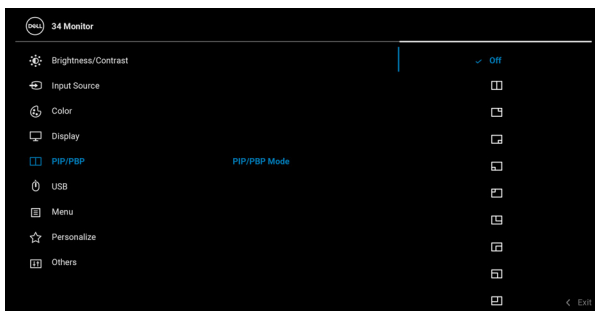 DELL 34 Monitor
Brightness/Contrast
Off
Input Source
Color
Display
PIP/PBP
PIP/PBP Mode
USB
Menu
Personalize
Others
Exit